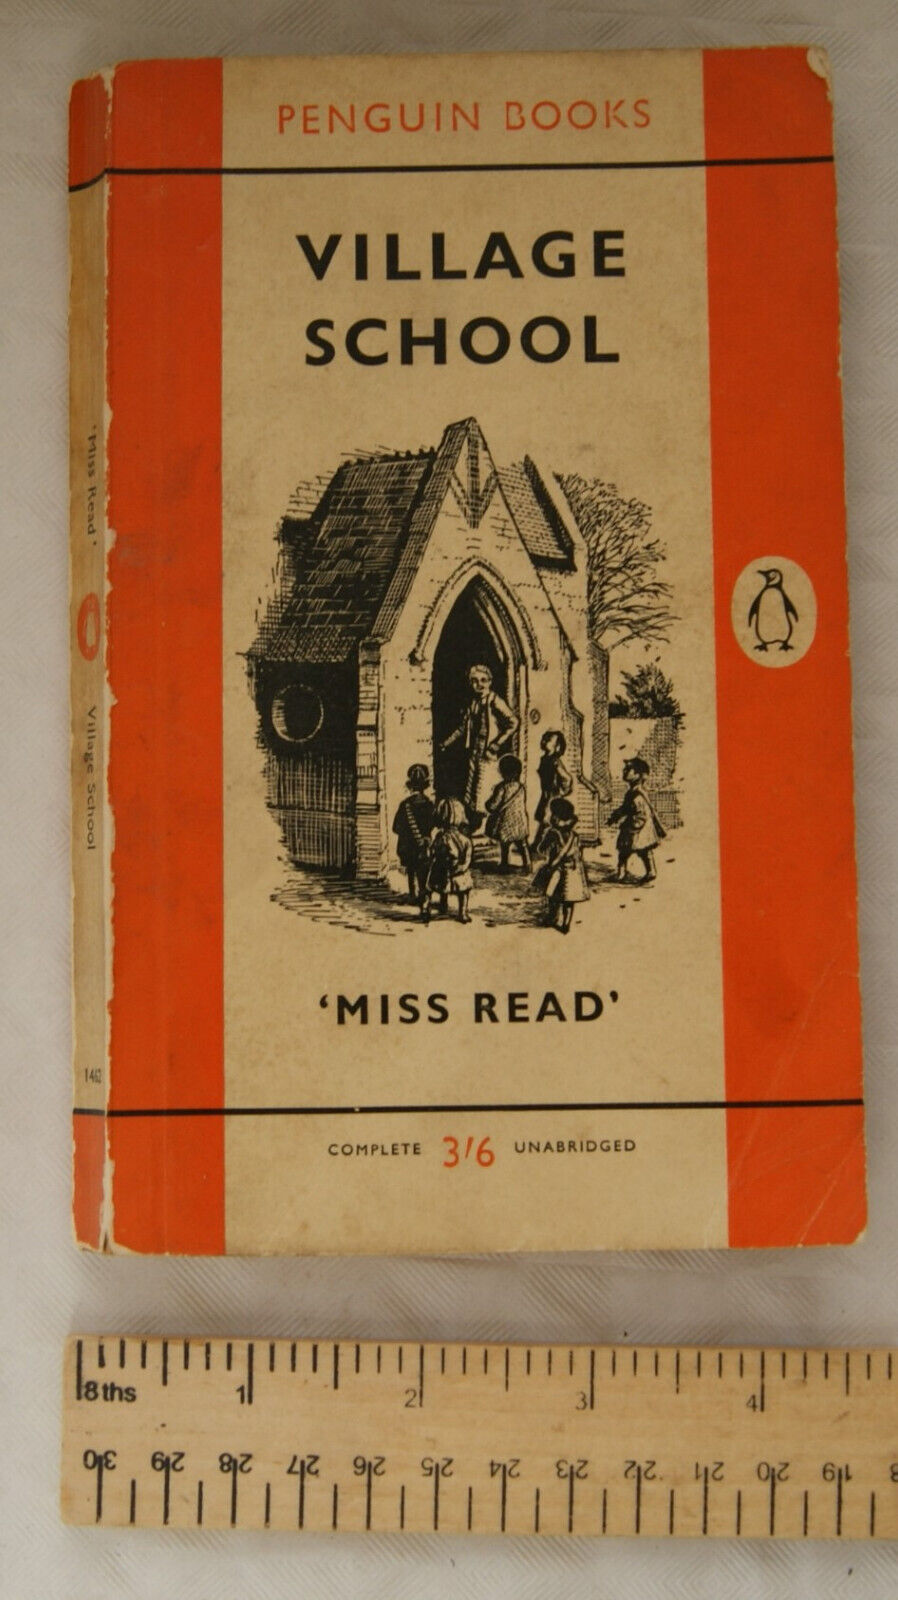 PENGUIN BOOKS
VILLAGE
SCHOOL
'MISS READ'
COMPLETE 3/6 UNABRIDGED
'Miss Read'
Village School
1462
8ths 1 2 3 4
30 29 28 27 26 25 24 23 22 21 20 19